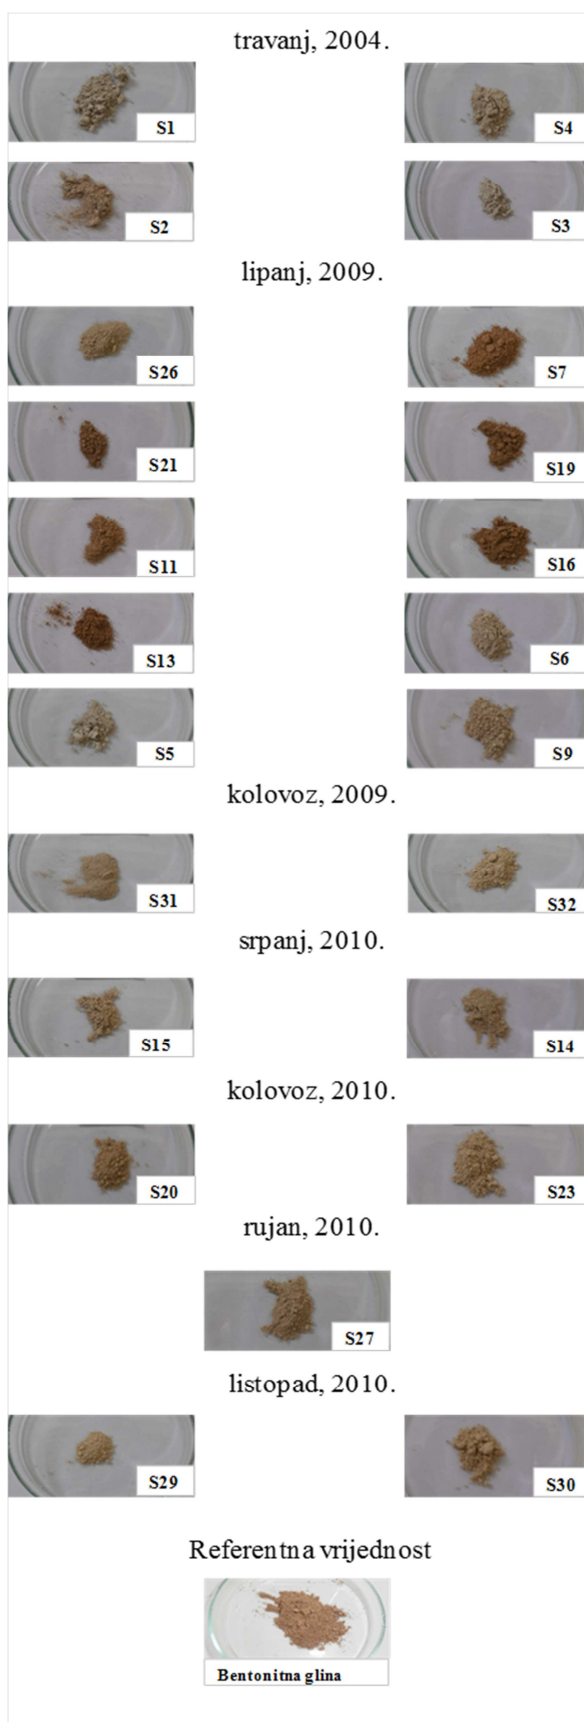 travanj, 2004.
S1
S4
S2
S3
lipanj, 2009.
S26
S7
S21
S19
S11
S16
S13
S6
S5
S9
kolovoz, 2009.
S31
S32
srpanj, 2010.
S15
S14
kolovoz, 2010.
S20
S23
rujan, 2010.
S27
listopad, 2010.
S29
S30
Referentna vrijednost
Bentonitna glina